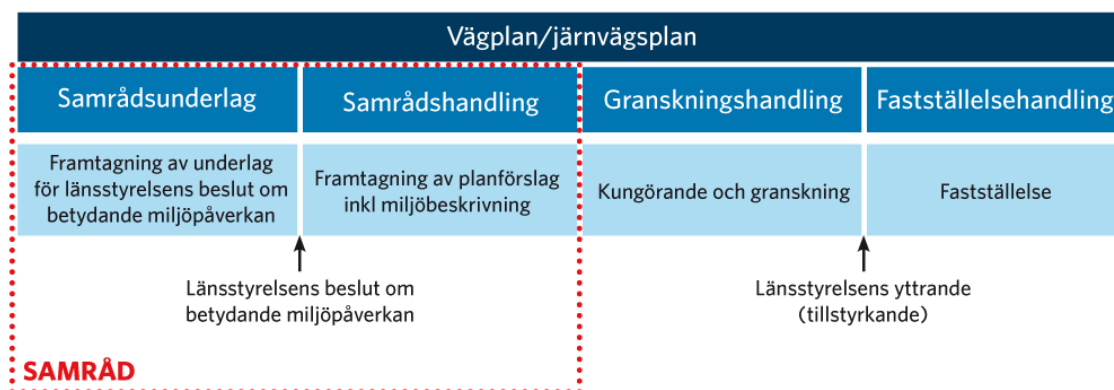 Vägplan/järnvägsplan
Samrådsunderlag
Samrådshandling
Granskningshandling
Fastställelsehandling
Framtagning av underlag
för länsstyrelsens beslut om
betydande miljöpåverkan
Framtagning av planförslag
inkl miljöbeskrivning
Kungörande och granskning
Fastställelse
Länsstyrelsens beslut om
betydande miljöpåverkan
Länsstyrelsens yttrande
(tillstyrkande)
SAMRÅD